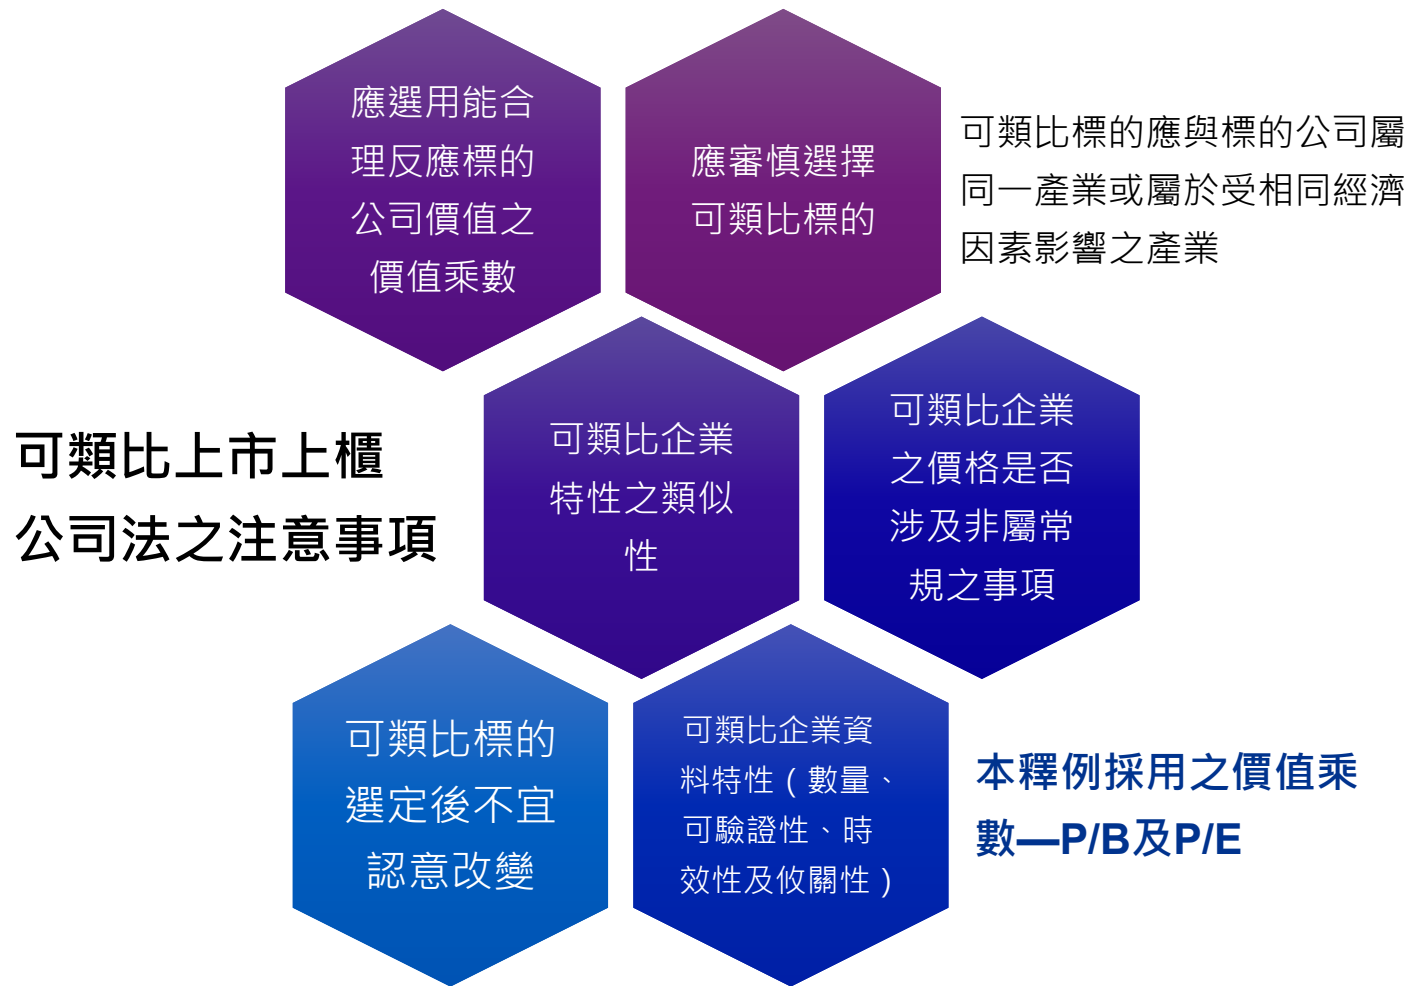 應選用能合
理反應標的
公司價值之
價值乘數
應審慎選擇
可類比標的
可類比標的應與標的公司屬
同一產業或屬於受相同經濟
因素影響之產業
可類比上市上櫃
公司法之注意事項
可類比企業
特性之類似
性
可類比企業
之價格是否
涉及非屬常
規之事項
可類比標的
選定後不宜
認意改變
可類比企業資
料特性(數量、
可驗證性、時
效性及攸關性)
本釋例採用之價值乘
數—P/B及P/E